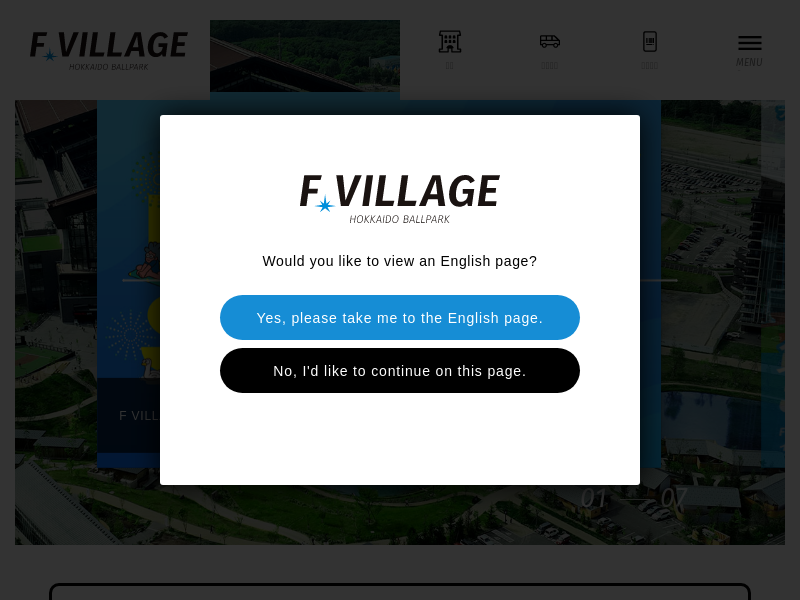 F VILLAGE
HOKKAIDO BALLPARK
MENU
F VILLAGE
HOKKAIDO BALLPARK
Would you like to view an English page?
Yes, please take me to the English page.
No, I'd like to continue on this page.
F VILL
01
07